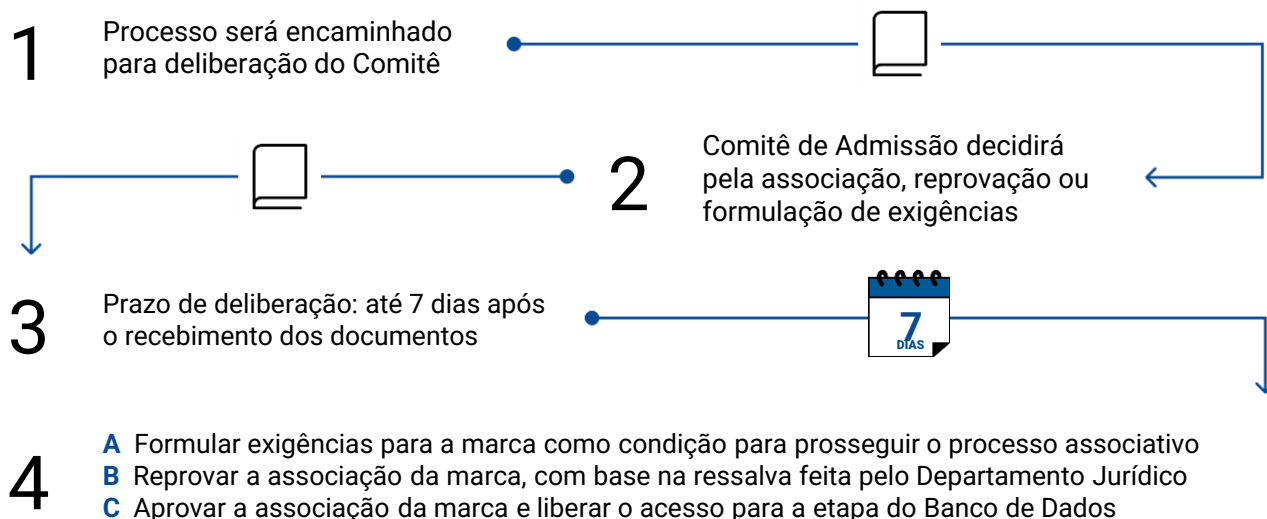 1
Processo será encaminhado
para deliberação do Comitê
2
Comitê de Admissão decidirá
pela associação, reprovação ou
formulação de exigências
3
Prazo de deliberação: até 7 dias após
o recebimento dos documentos
7
DIAS
4
A Formular exigências para a marca como condição para prosseguir o processo associativo
B Reprovar a associação da marca, com base na ressalva feita pelo Departamento Jurídico
C Aprovar a associação da marca e liberar o acesso para a etapa do Banco de Dados